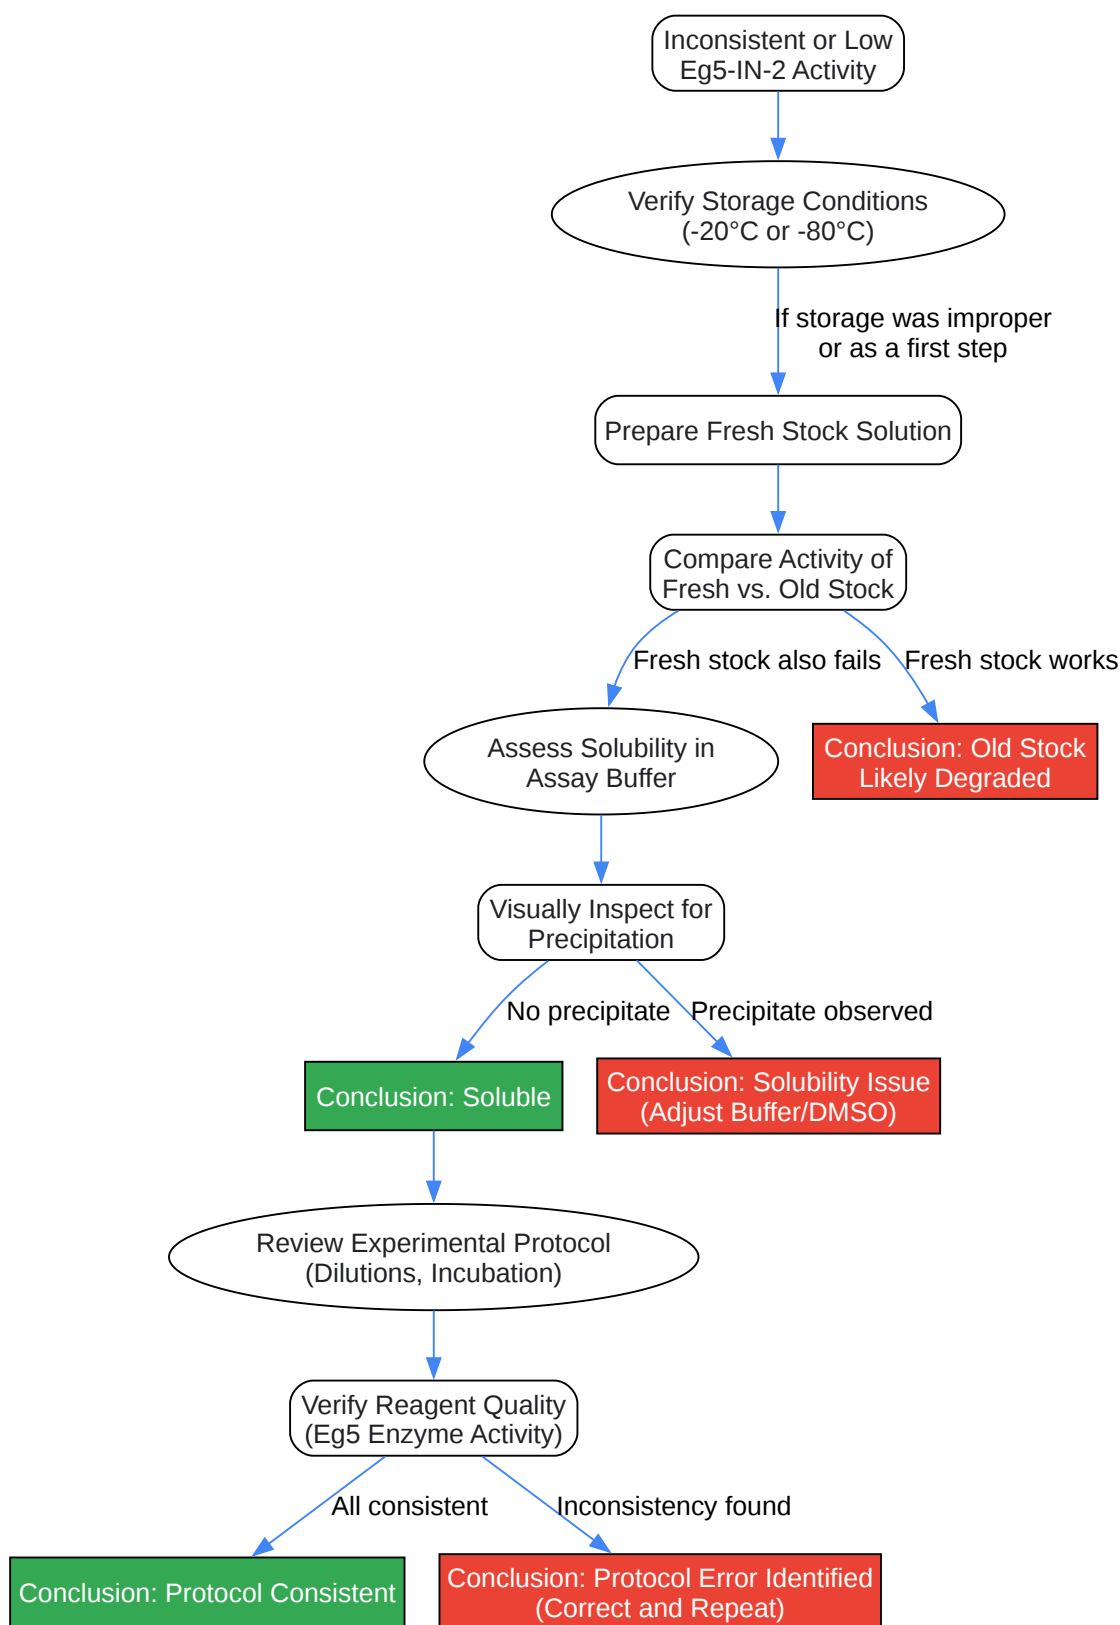 Inconsistent or Low
Eg5-IN-2 Activity
Verify Storage Conditions
(-20°C or -80°C)
If storage was improper
or as a first step
Prepare Fresh Stock Solution
Compare Activity of
Fresh vs. Old Stock
Fresh stock also fails
Fresh stock works
Assess Solubility in
Assay Buffer
Conclusion: Old Stock
Likely Degraded
Visually Inspect for
Precipitation
No precipitate
Precipitate observed
Conclusion: Soluble
Conclusion: Solubility Issue
(Adjust Buffer/DMSO)
Review Experimental Protocol
(Dilutions, Incubation)
Verify Reagent Quality
(Eg5 Enzyme Activity)
All consistent
Inconsistency found
Conclusion: Protocol Consistent
Conclusion: Protocol Error Identified
(Correct and Repeat)